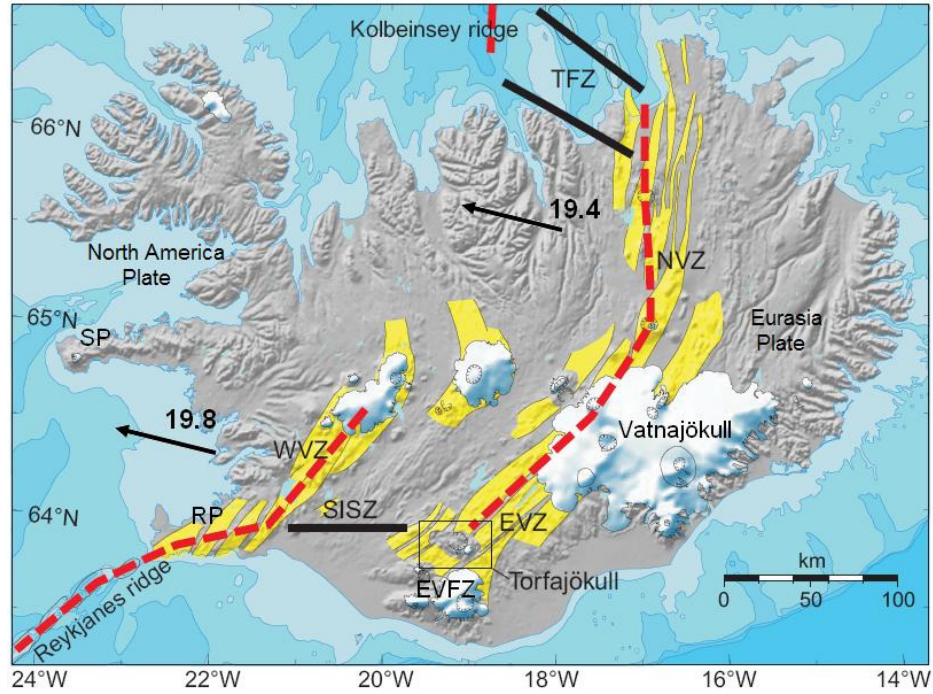 Kolbeinsey ridge
TFZ
66°N
19.4
North America
Plate
NVZ
65°N
SP
Eurasia
Plate
19.8
WVZ
Vatnajökull
RP
SISZ
64°N
EVZ
Torfajökull
EVFZ
km
0 50 100
Reykjanes ridge
24°W 22°W 20°W 18°W 16°W 14°W